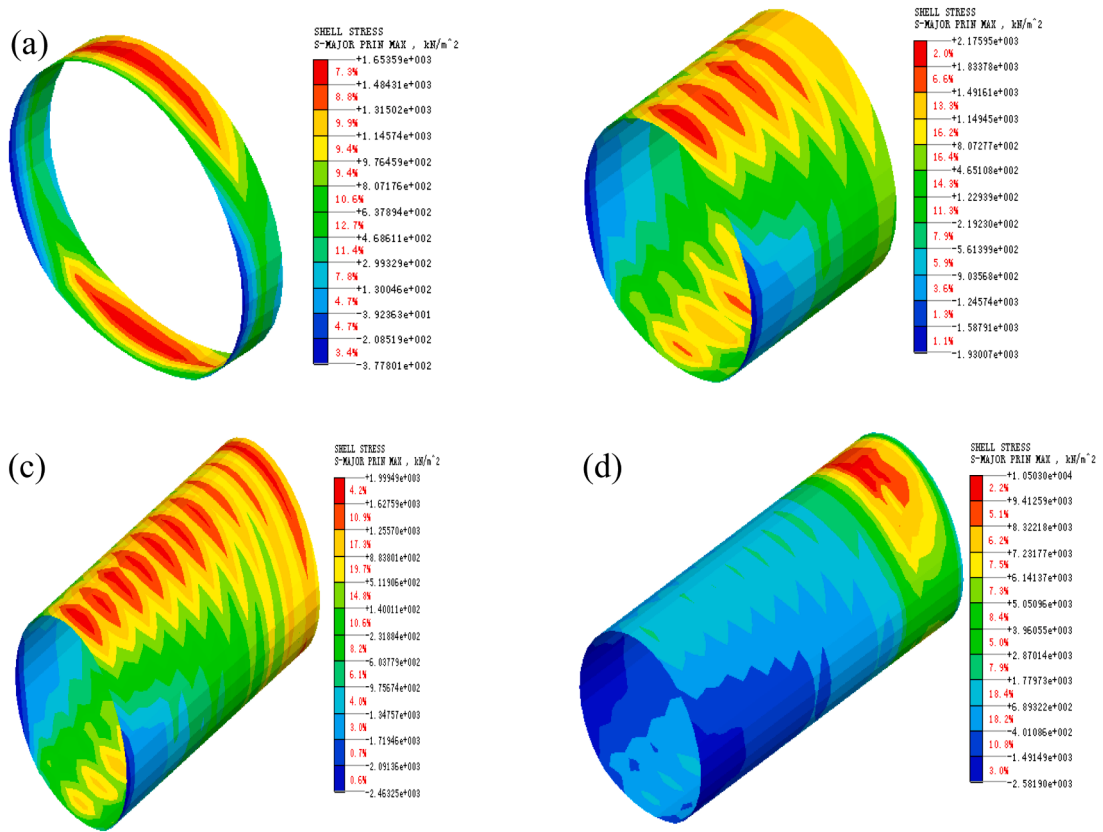 (a)
SHELL STRESS
S-MAJOR PRIN MAX , kN/m^2
+1.65359e+003
7.3%
+1.48431e+003
8.8%
+1.31502e+003
9.9%
+1.14574e+003
9.4%
+9.76459e+002
9.4%
+8.07176e+002
10.6%
+6.37894e+002
12.7%
+4.68611e+002
11.4%
+2.99329e+002
7.8%
+1.30046e+002
4.7%
-3.92363e+001
4.7%
-2.08519e+002
3.4%
-3.77801e+002
SHELL STRESS
S-MAJOR PRIN MAX , kN/m^2
+2.17595e+003
2.0%
+1.83378e+003
6.6%
+1.49161e+003
13.3%
+1.14945e+003
16.2%
+8.07277e+002
16.4%
+4.65108e+002
14.3%
+1.22939e+002
11.3%
-2.19230e+002
7.9%
-5.61399e+002
5.9%
-9.03568e+002
3.6%
-1.24574e+003
1.3%
-1.58791e+003
1.1%
-1.93007e+003
(c)
SHELL STRESS
S-MAJOR PRIN MAX , kN/m^2
+1.99949e+003
4.2%
+1.62759e+003
10.9%
+1.25570e+003
17.3%
+8.83801e+002
19.7%
+5.11906e+002
14.8%
+1.40011e+002
10.6%
-2.31884e+002
8.2%
-6.03779e+002
6.1%
-9.75674e+002
4.0%
-1.34757e+003
3.0%
-1.71946e+003
0.7%
-2.09136e+003
0.6%
-2.46325e+003
(d)
SHELL STRESS
S-MAJOR PRIN MAX , kN/m^2
+1.05030e+004
2.2%
+9.41259e+003
5.1%
+8.32218e+003
6.2%
+7.23177e+003
7.5%
+6.14137e+003
7.3%
+5.05096e+003
8.4%
+3.96055e+003
5.0%
+2.87014e+003
7.9%
+1.77973e+003
18.4%
+6.89322e+002
18.2%
-4.01086e+002
10.8%
-1.49149e+003
3.0%
-2.58190e+003